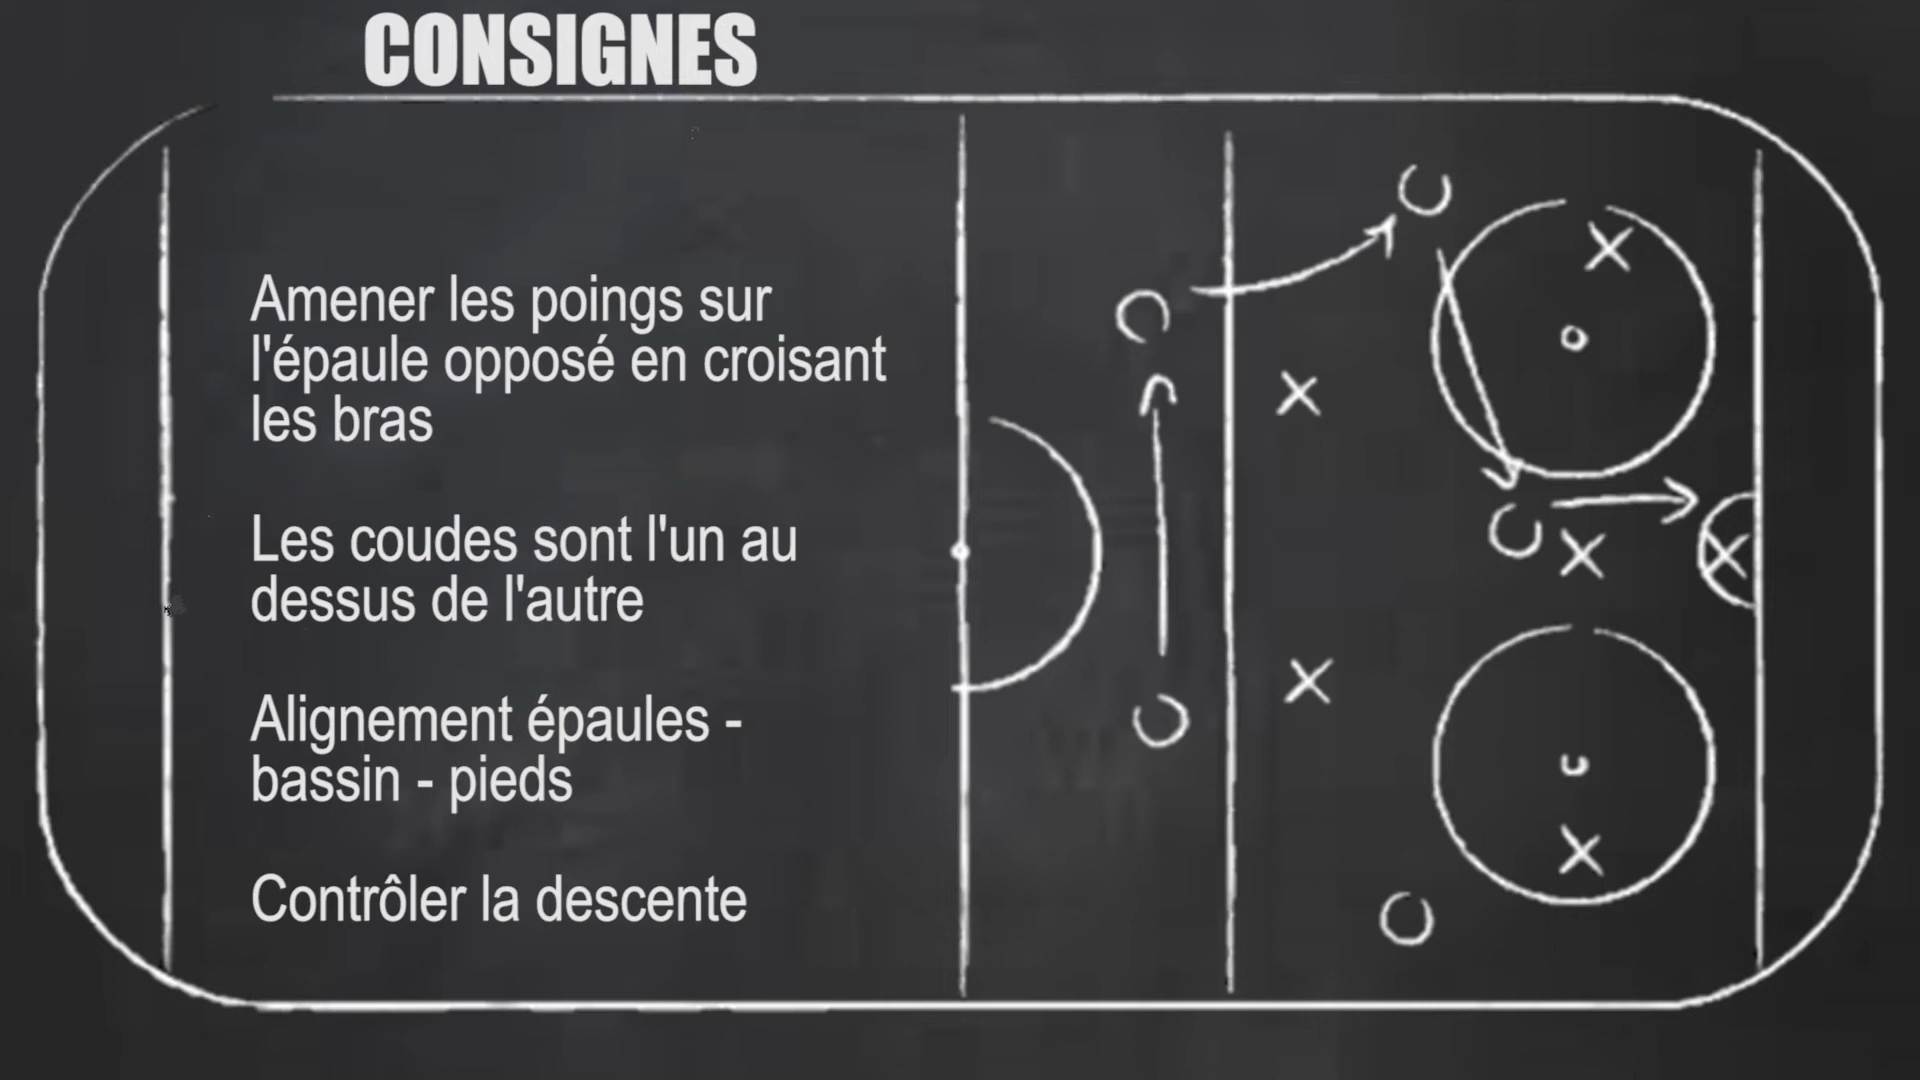 CONSIGNES
Amener les poings sur
l'épaule opposé en croisant
les bras
Les coudes sont l'un au
dessus de l'autre
Alignement épaules -
bassin - pieds
Contrôler la descente